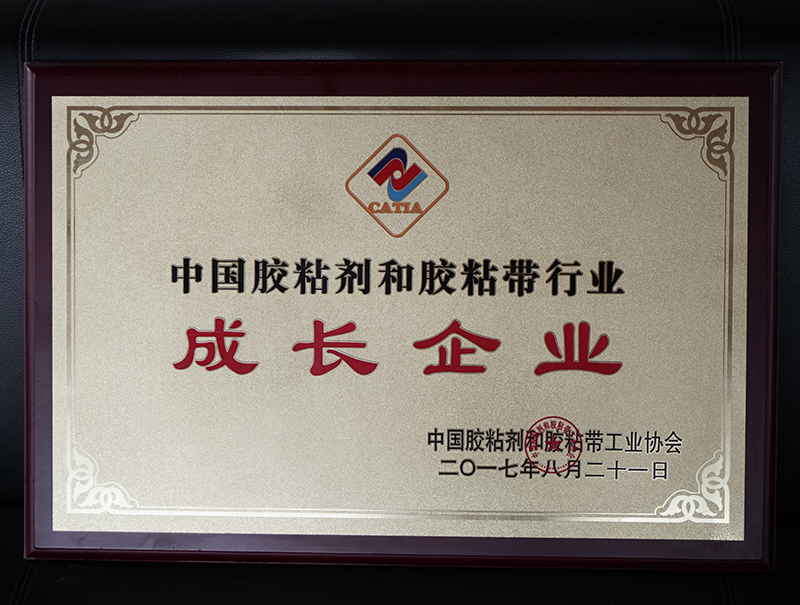 CATIA
中国胶粘剂和胶粘带行业
成长企业
中国胶粘剂和胶粘带工业协会
二〇一七年八月二十一日